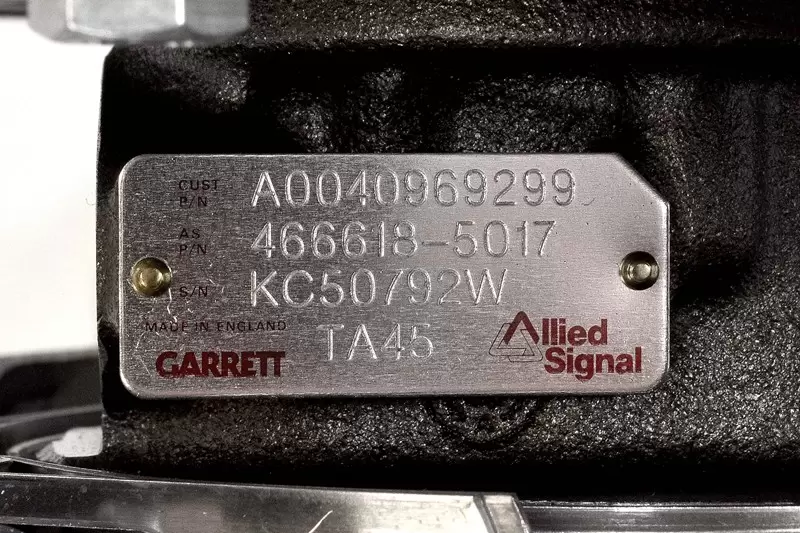 CUST P/N A0040969299
AS P/N 466618-5017
S/N KC50792W
MADE IN ENGLAND TA45
GARRETT Allied Signal